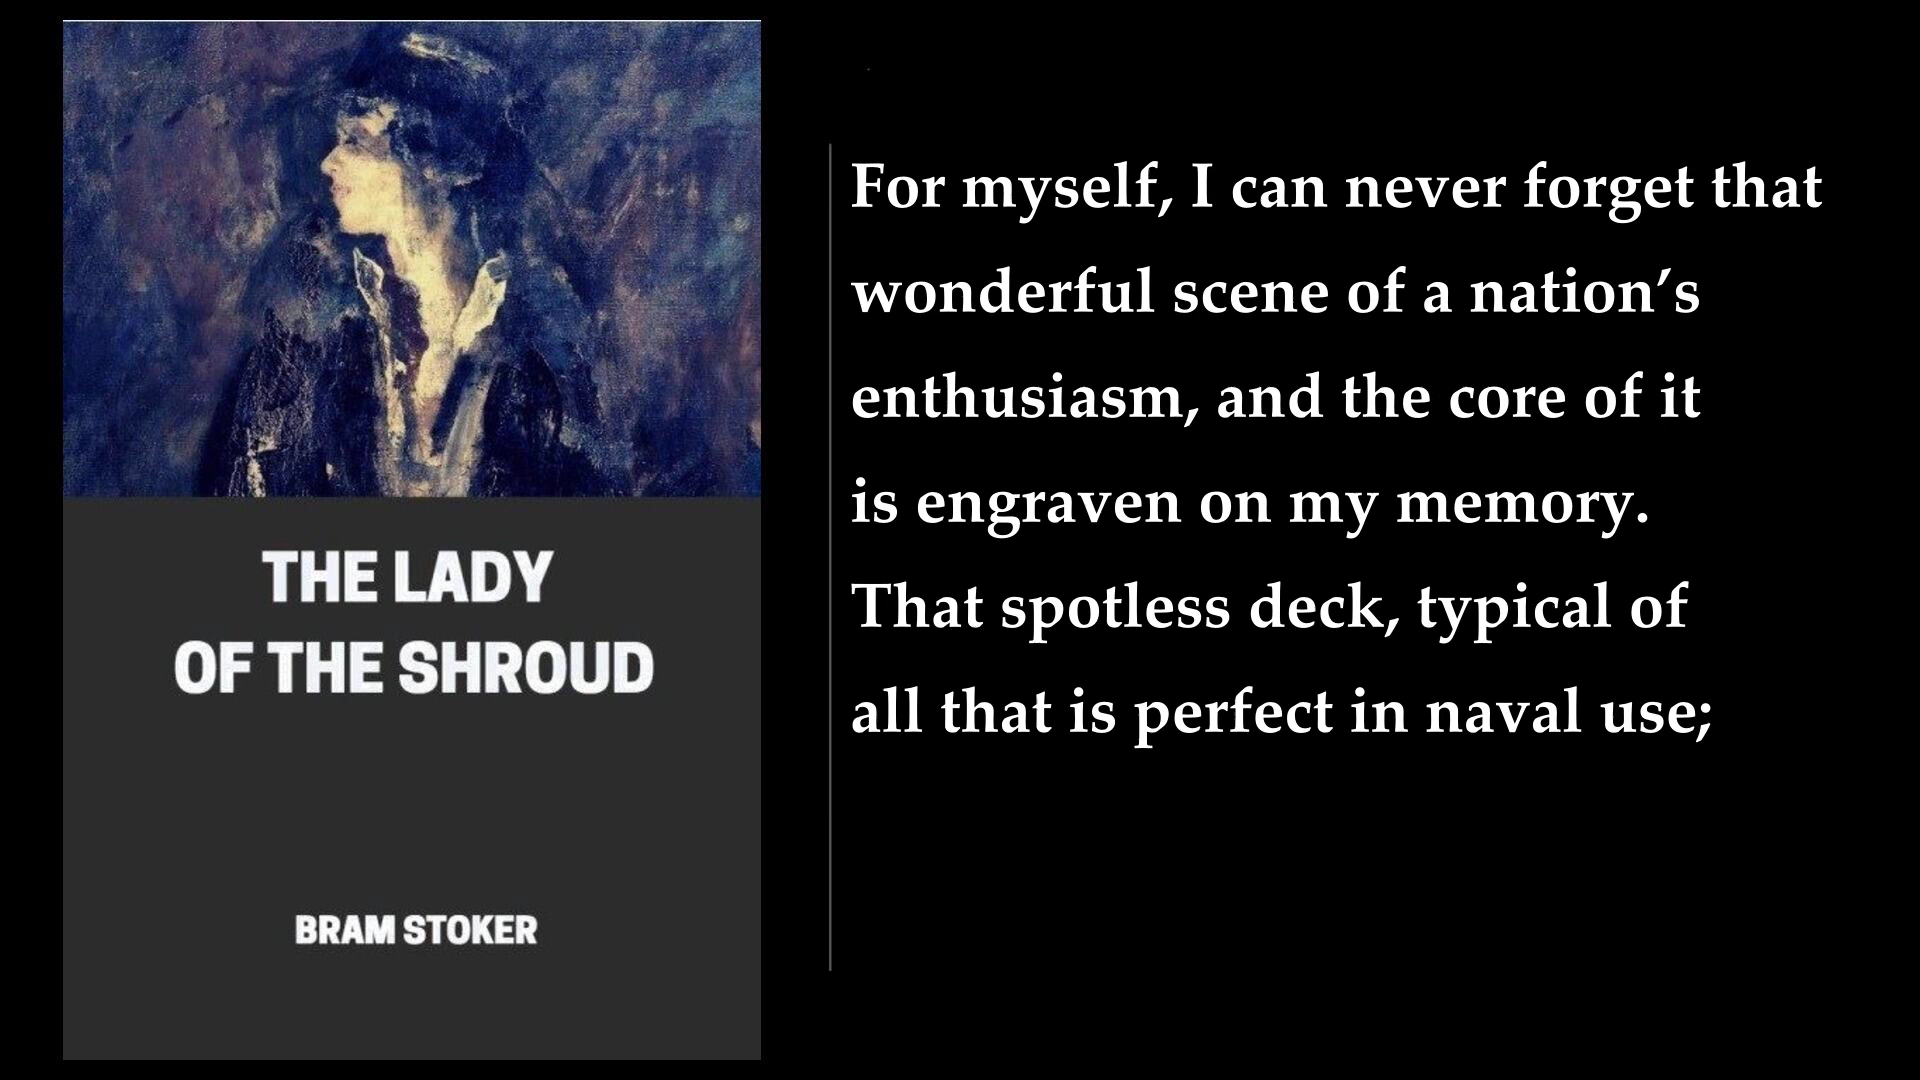 THE LADY
OF THE SHROUD
BRAM STOKER
For myself, I can never forget that
wonderful scene of a nation’s
enthusiasm, and the core of it
is engraven on my memory.
That spotless deck, typical of
all that is perfect in naval use;